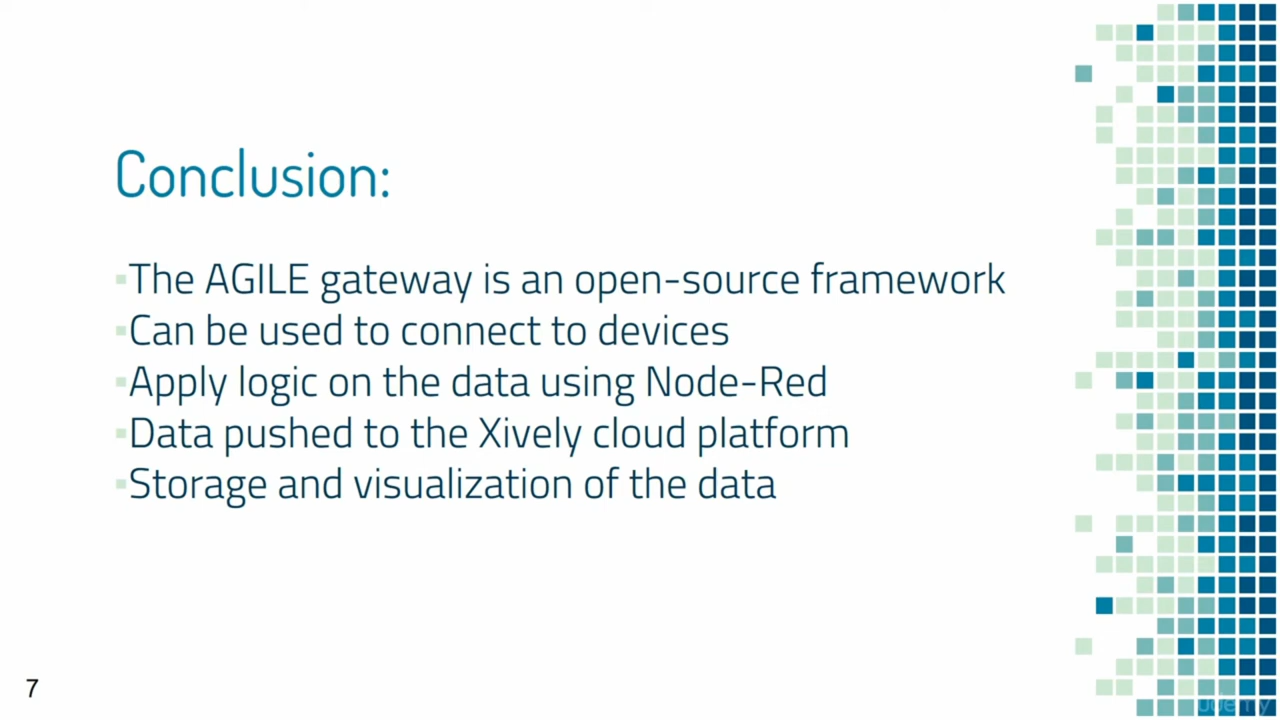 Conclusion:
▪The AGILE gateway is an open-source framework
▪Can be used to connect to devices
▪Apply logic on the data using Node-Red
▪Data pushed to the Xively cloud platform
▪Storage and visualization of the data
7
udemy